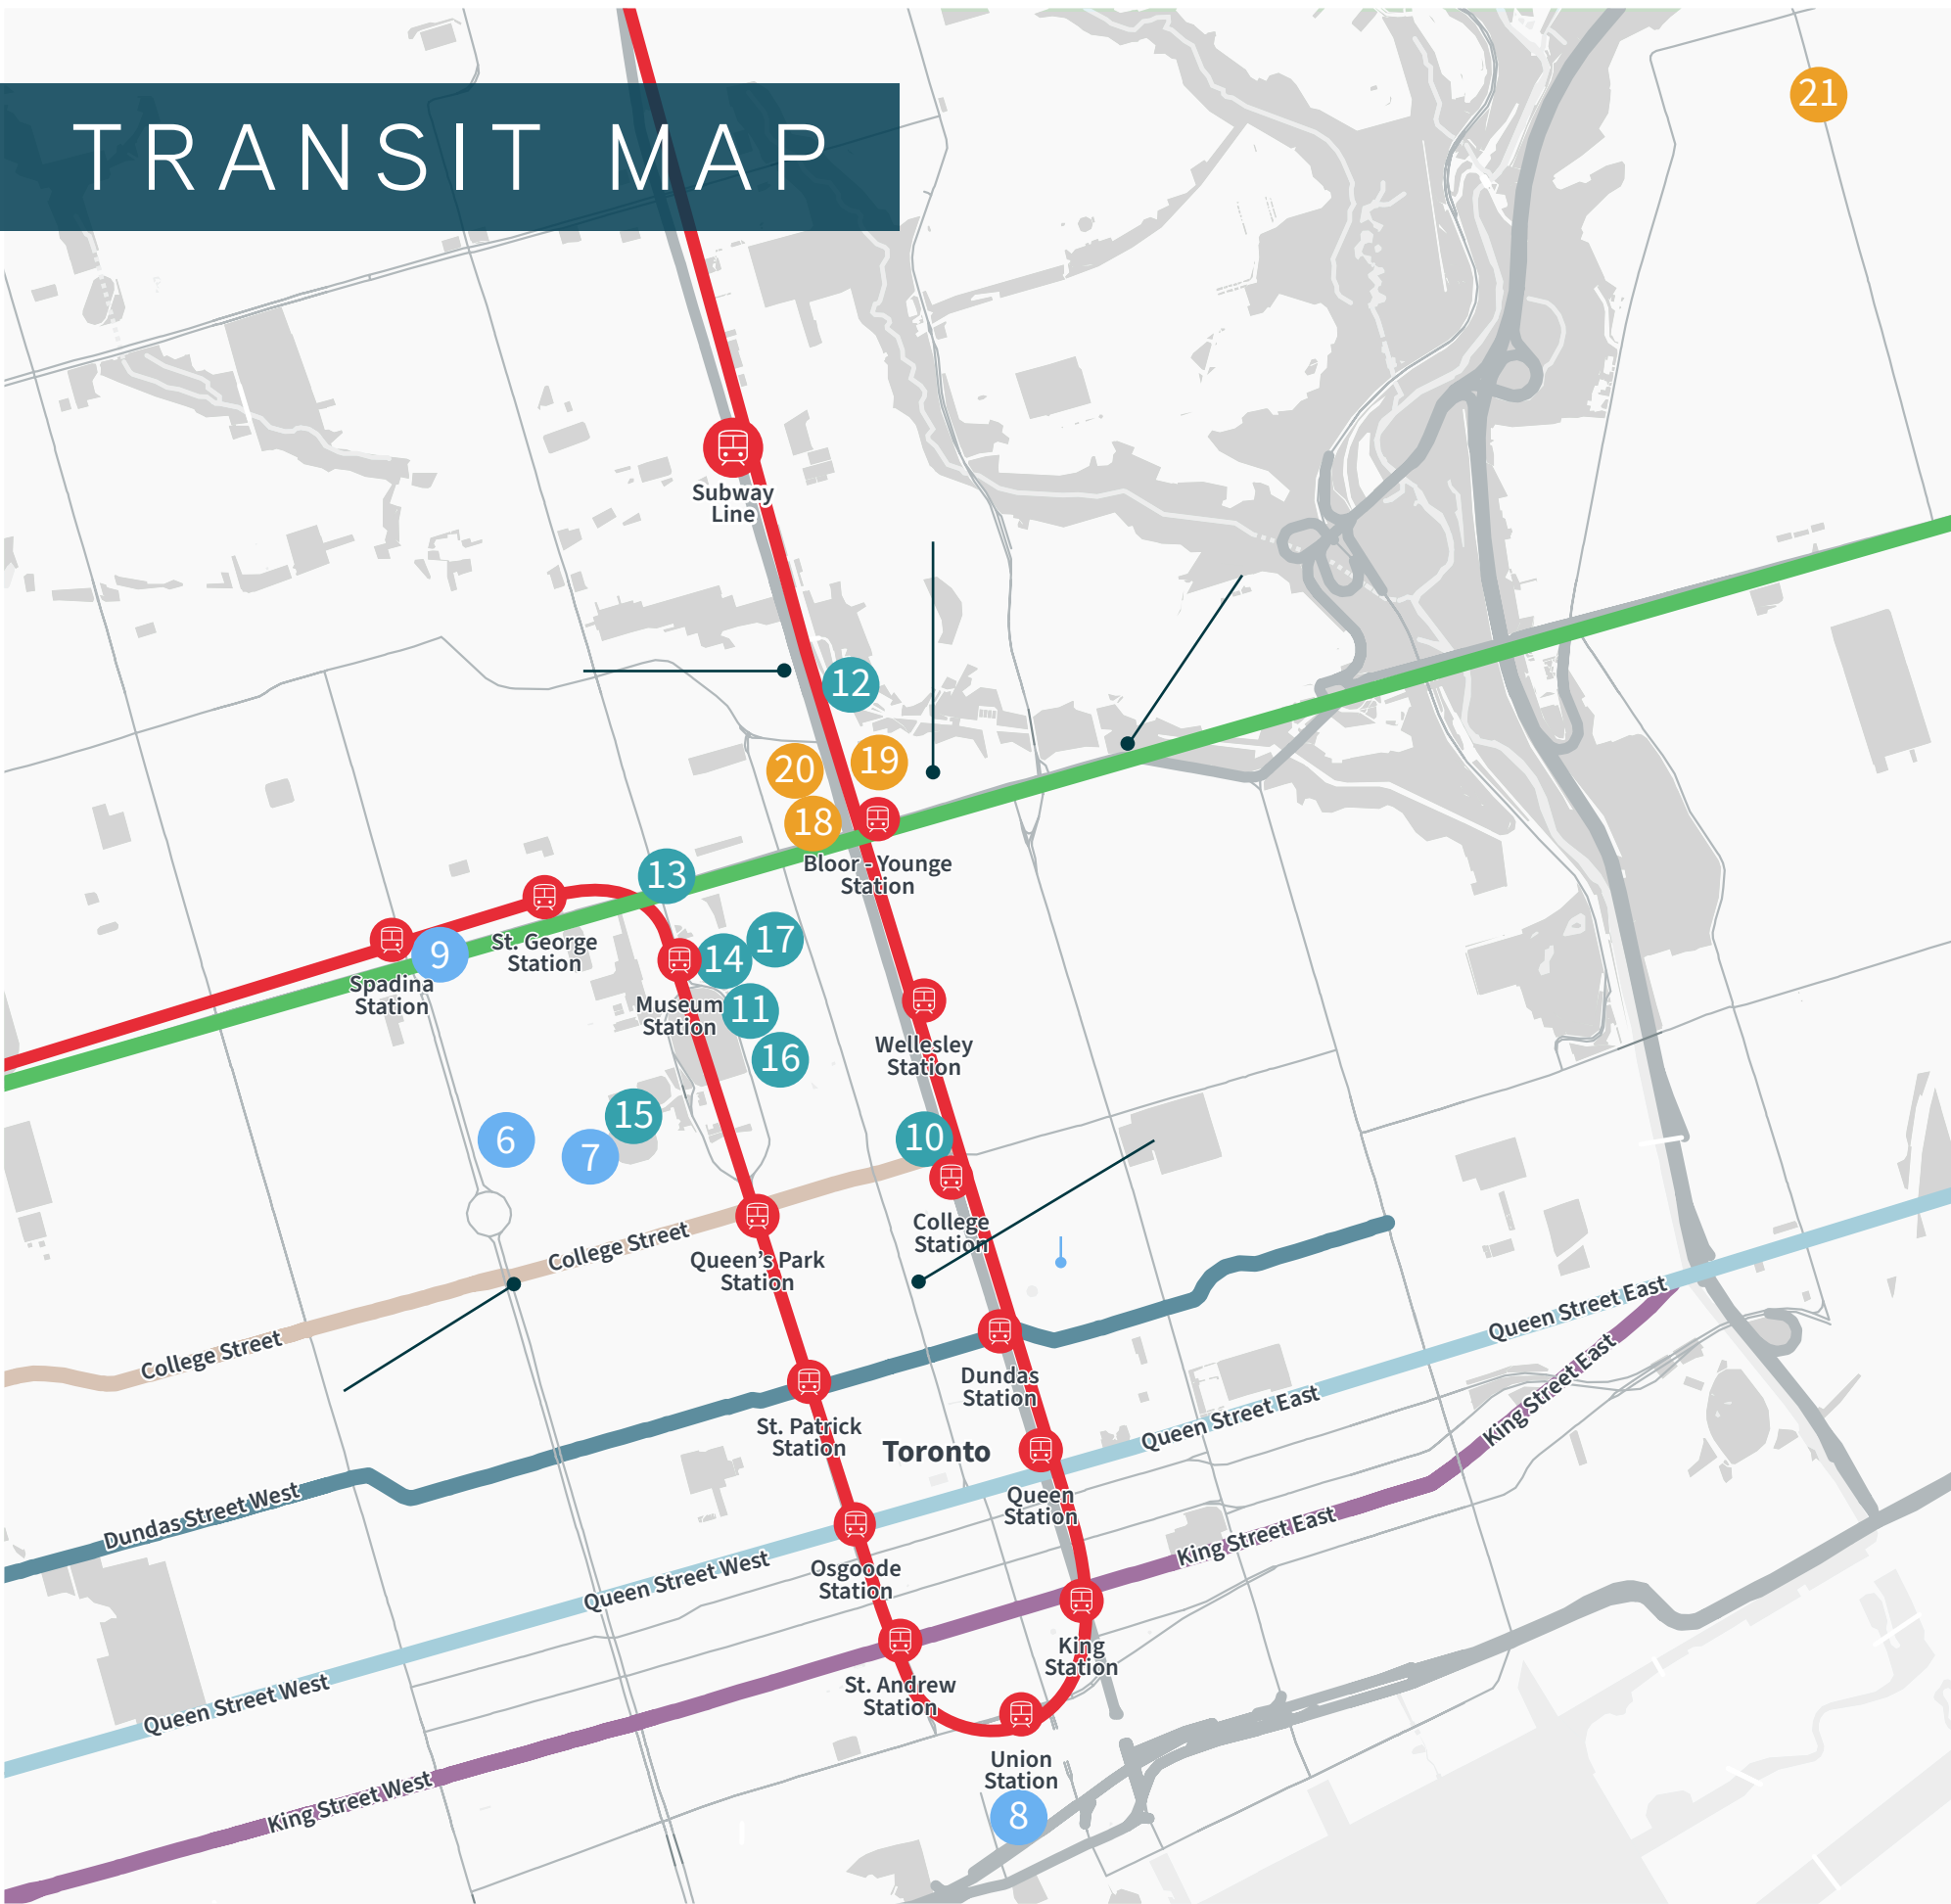 TRANSIT MAP
21
Subway
Line
12
20
19
18
Bloor - Younge
Station
13
St. George
Station
9
Spadina
Station
17
14
Museum
Station
11
16
Wellesley
Station
15
6
7
10
College
Station
College Street
Queen's Park
Station
College Street
Queen Street East
Dundas
Station
King Street East
St. Patrick
Station
Queen Street East
Toronto
Dundas Street West
Queen
Station
King Street East
Osgoode
Station
Queen Street West
King
Station
St. Andrew
Station
Queen Street West
Union
Station
King Street West
8